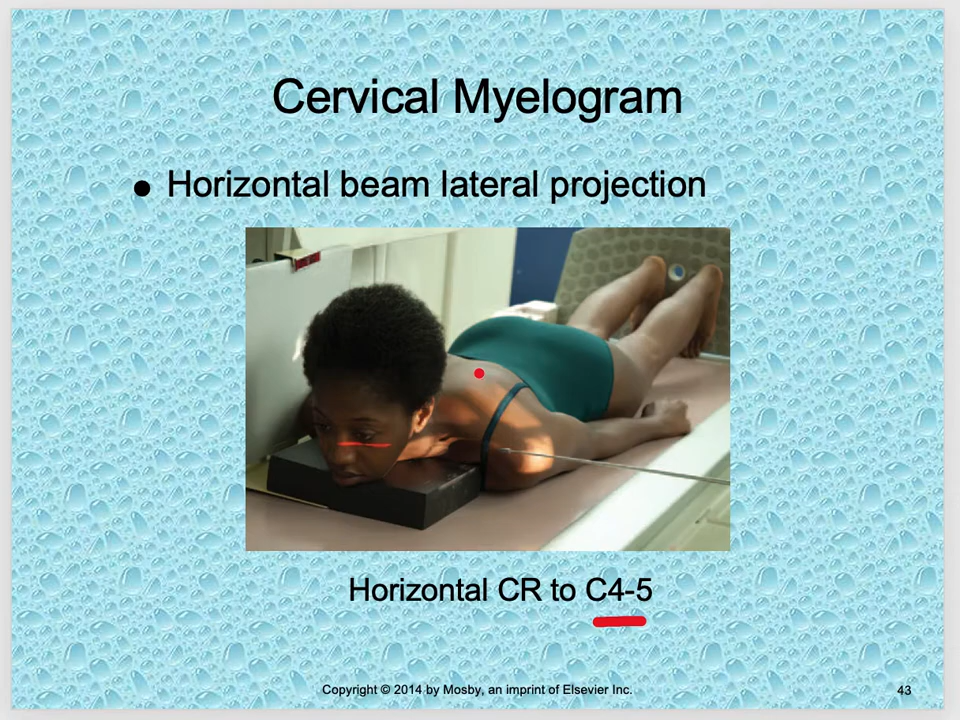 Cervical Myelogram
● Horizontal beam lateral projection
Horizontal CR to C4-5
Copyright © 2014 by Mosby, an imprint of Elsevier Inc.
43